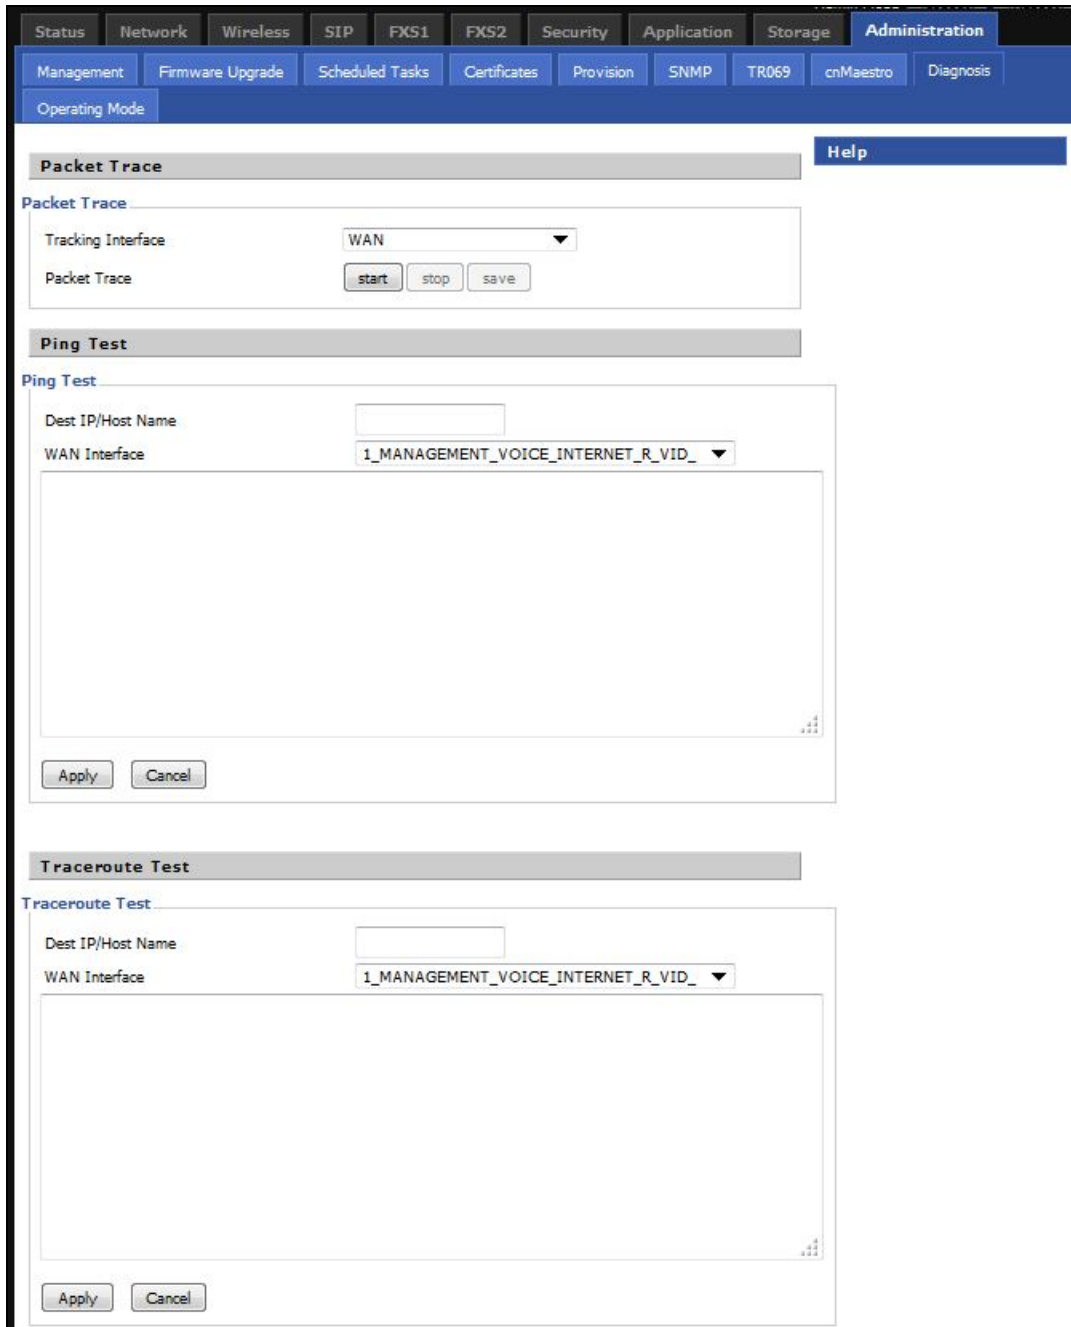 Status Network Wireless SIP FXS1 FXS2 Security Application Storage Administration
Management Firmware Upgrade Scheduled Tasks Certificates Provision SNMP TR069 cnMaestro Diagnosis
Operating Mode
Help
Packet Trace
Packet Trace
Tracking Interface WAN
Packet Trace start stop save
Ping Test
Ping Test
Dest IP/Host Name
WAN Interface 1_MANAGEMENT_VOICE_INTERNET_R_VID_
Apply Cancel
Traceroute Test
Traceroute Test
Dest IP/Host Name
WAN Interface 1_MANAGEMENT_VOICE_INTERNET_R_VID_
Apply Cancel